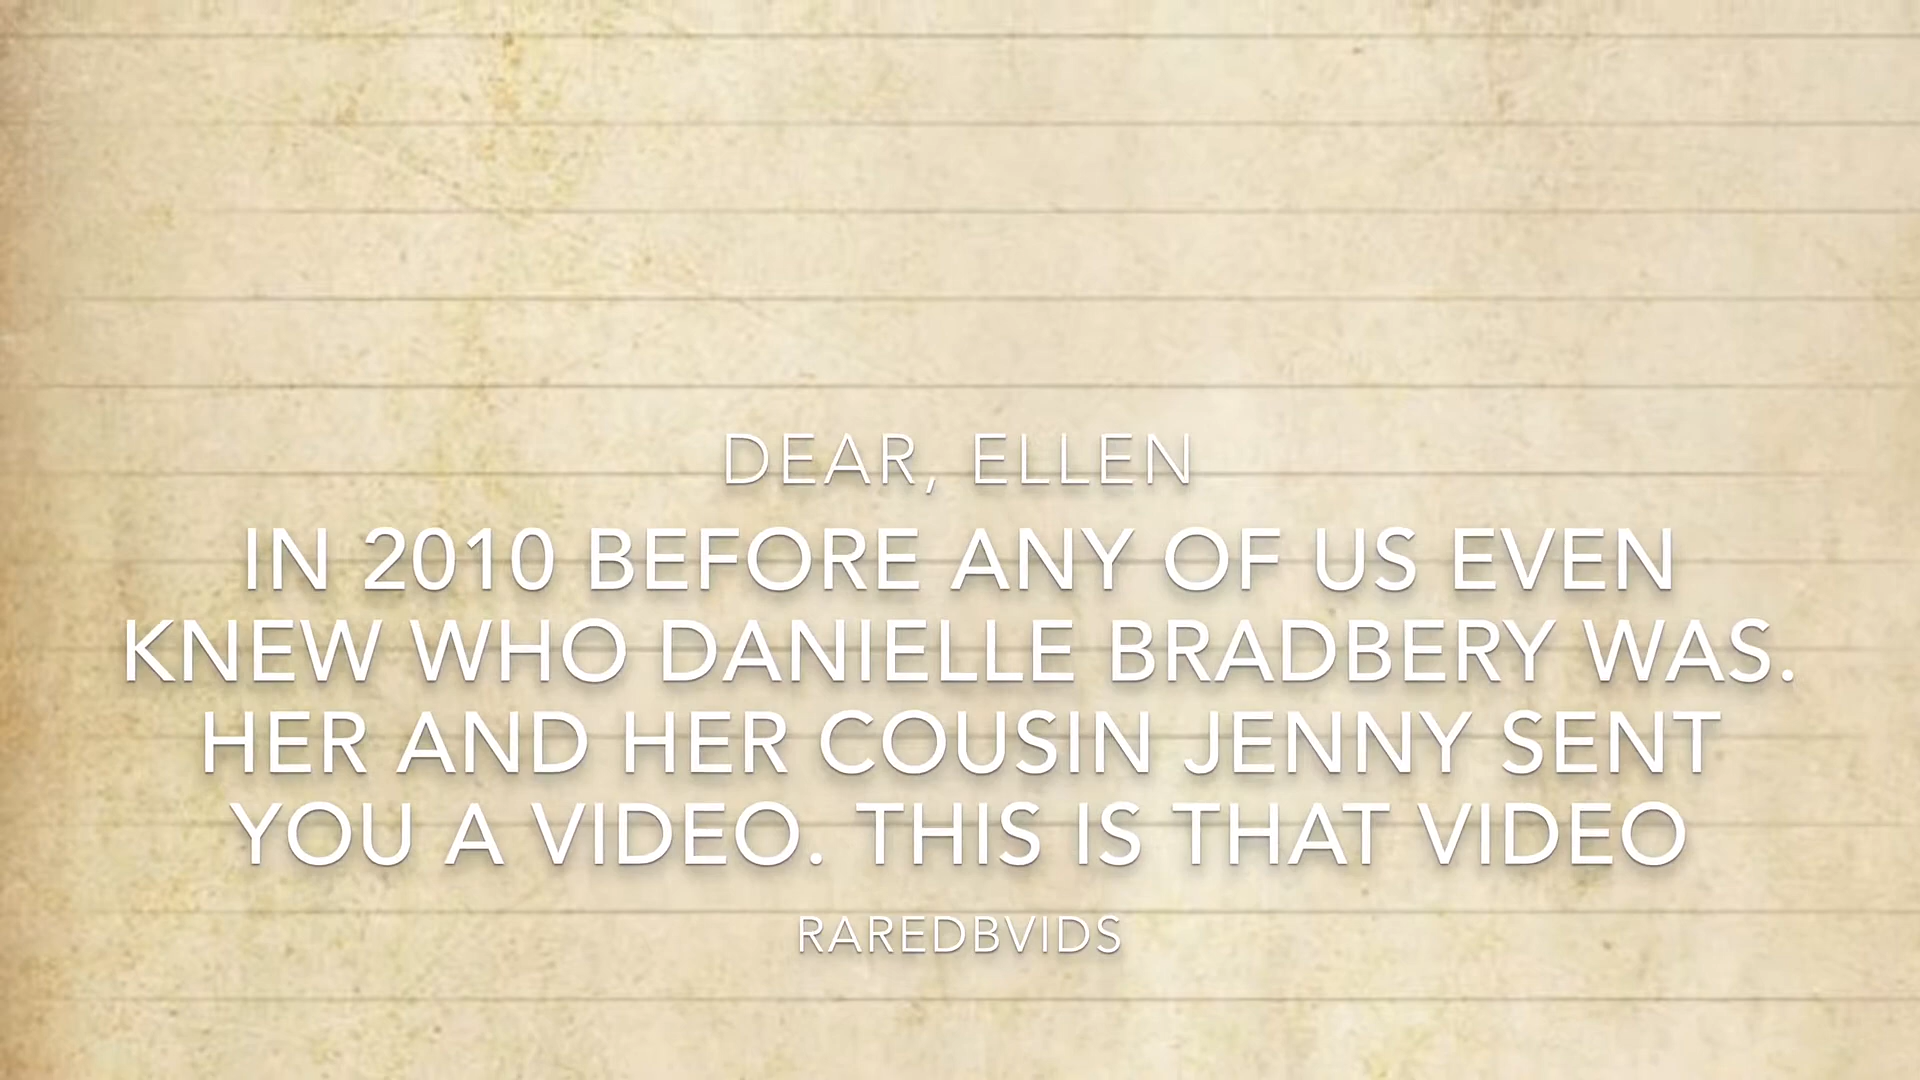 DEAR, ELLEN
IN 2010 BEFORE ANY OF US EVEN
KNEW WHO DANIELLE BRADBERY WAS.
HER AND HER COUSIN JENNY SENT
YOU A VIDEO. THIS IS THAT VIDEO
RAREDBVIDS